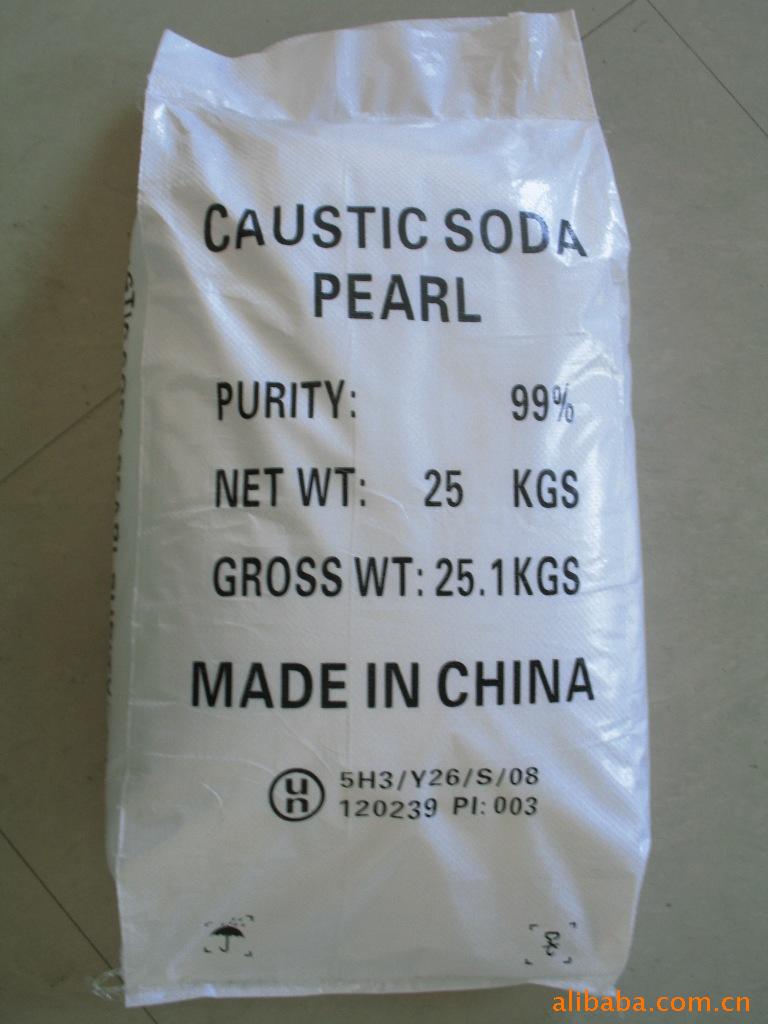 CAUSTIC SODA
PEARL
PURITY: 99%
NET WT: 25 KGS
GROSS WT: 25.1KGS
MADE IN CHINA
un
5H3/Y26/S/08
120239 PI: 003
alibaba.com.cn